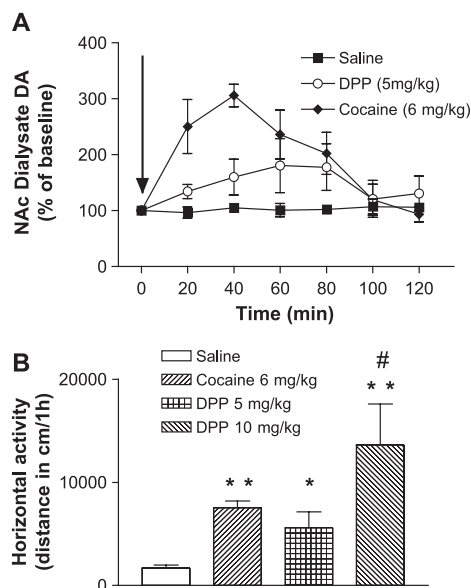 A
NAc Dialysate DA
(% of baseline)
400
300
200
100
0
Saline
DPP (5mg/kg)
Cocaine (6 mg/kg)
0 20 40 60 80 100 120
Time (min)
B
Horizontal activity
(distance in cm/1h)
20000
10000
0
Saline
Cocaine 6 mg/kg
DPP 5 mg/kg
DPP 10 mg/kg
#
* *
* *
*